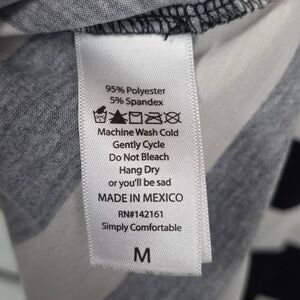 95% Polyester
5% Spandex
Machine Wash Cold
Gently Cycle
Do Not Bleach
Hang Dry
or you'll be sad
MADE IN MEXICO
RN#142161
Simply Comfortable
M